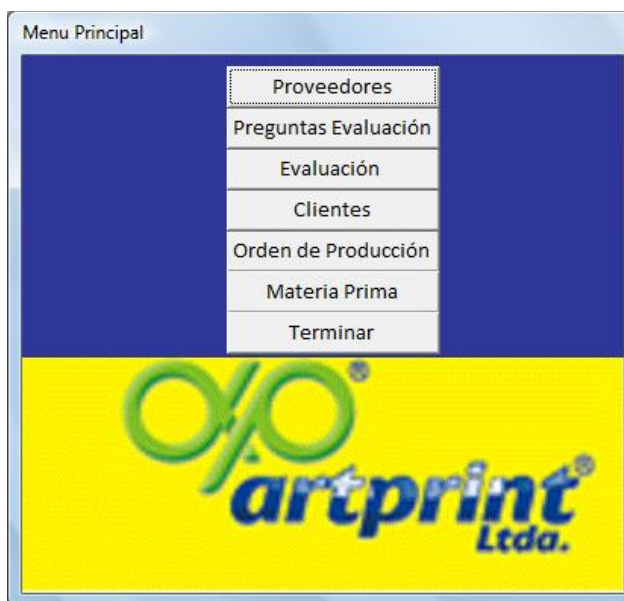 Menu Principal
Proveedores
Preguntas Evaluación
Evaluación
Clientes
Orden de Producción
Materia Prima
Terminar
®
artprint®
Ltda.